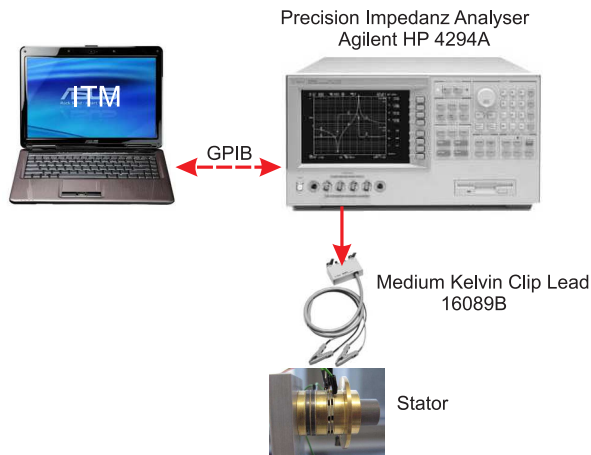 Precision Impedanz Analyser
Agilent HP 4294A
ITM
GPIB
Medium Kelvin Clip Lead
16089B
Stator